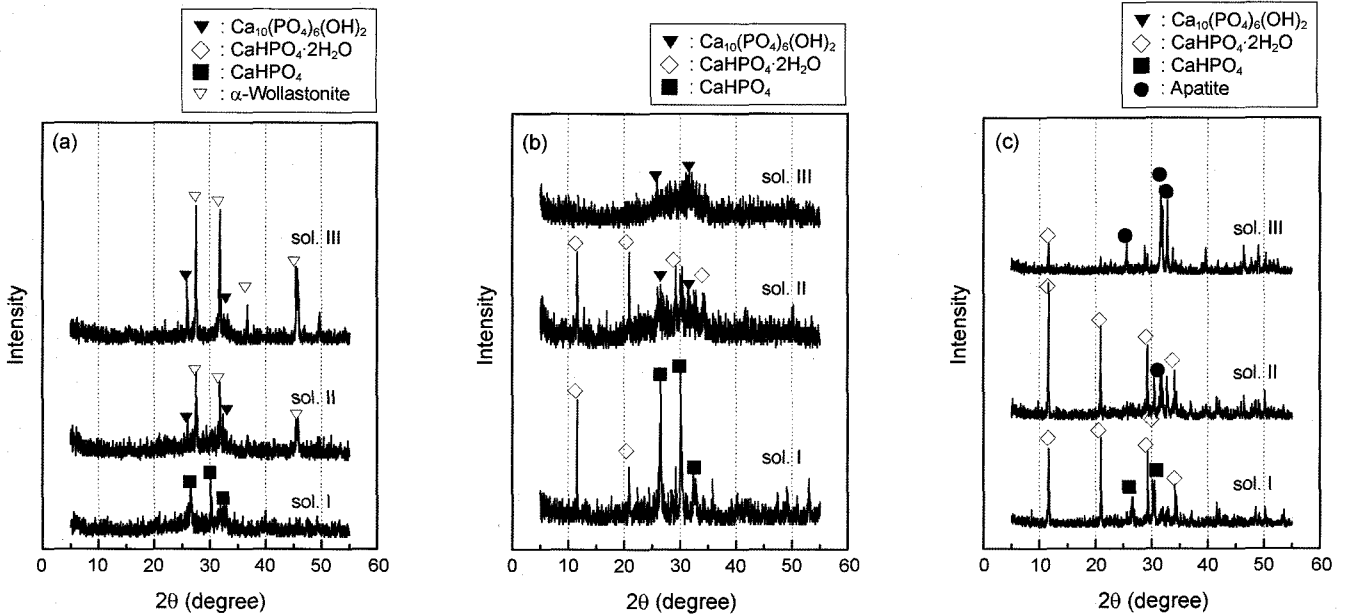 ▼ : Ca₁₀(PO₄)₆(OH)₂
◇ : CaHPO₄·2H₂O
■ : CaHPO₄
▽ : α-Wollastonite
(a)
sol. III
sol. II
sol. I
Intensity
0 10 20 30 40 50 60
2θ (degree)
▼ : Ca₁₀(PO₄)₆(OH)₂
◇ : CaHPO₄·2H₂O
■ : CaHPO₄
(b)
sol. III
sol. II
sol. I
Intensity
0 10 20 30 40 50 60
2θ (degree)
▼ : Ca₁₀(PO₄)₆(OH)₂
◇ : CaHPO₄·2H₂O
■ : CaHPO₄
● : Apatite
(c)
sol. III
sol. II
sol. I
Intensity
0 10 20 30 40 50 60
2θ (degree)